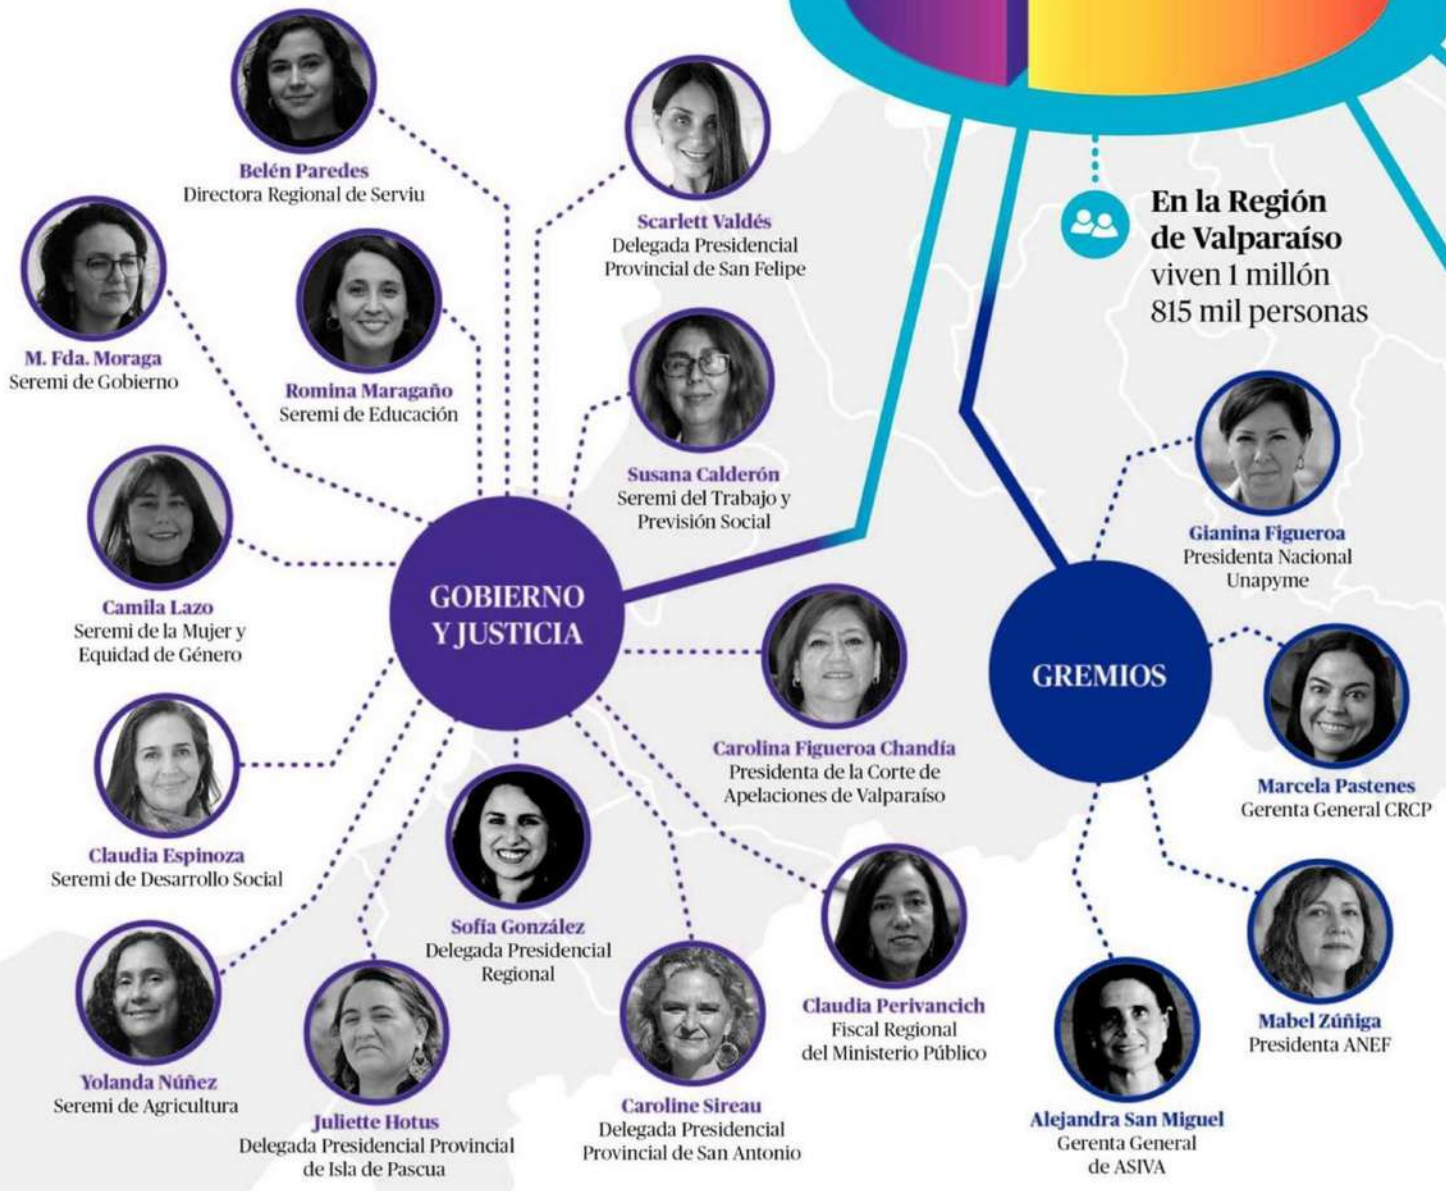 Belén Paredes
Directora Regional de Serviu
Scarlett Valdés
Delegada Presidencial
Provincial de San Felipe
En la Región
de Valparaíso
viven 1 millón
815 mil personas
M. Fda. Moraga
Seremi de Gobierno
Romina Maragaño
Seremi de Educación
Susana Calderón
Seremi del Trabajo y
Previsión Social
Gianina Figueroa
Presidenta Nacional
Unapyme
Camila Lazo
Seremi de la Mujer y
Equidad de Género
GOBIERNO
Y JUSTICIA
GREMIOS
Carolina Figueroa Chandía
Presidenta de la Corte de
Apelaciones de Valparaíso
Marcela Pastenes
Gerenta General CRCP
Claudia Espinoza
Seremi de Desarrollo Social
Sofía González
Delegada Presidencial
Regional
Claudia Perivancich
Fiscal Regional
del Ministerio Público
Mabel Zúñiga
Presidenta ANEF
Yolanda Núñez
Seremi de Agricultura
Juliette Hotus
Delegada Presidencial Provincial
de Isla de Pascua
Caroline Sireau
Delegada Presidencial
Provincial de San Antonio
Alejandra San Miguel
Gerenta General
de ASIVA